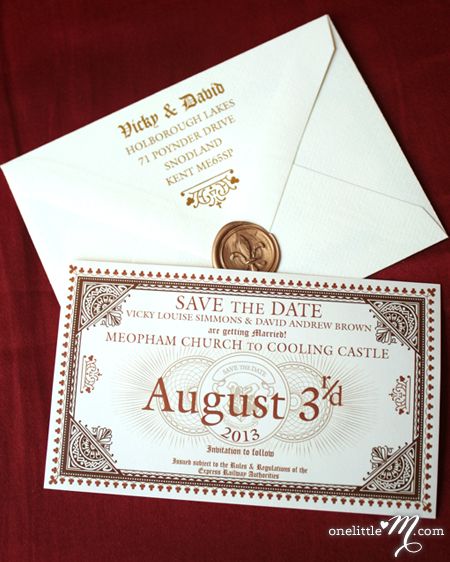 Vicky & David
HOLBOROUGH LAKES
71 POYNDER DRIVE
SNODLAND
KENT ME65SP
SAVE THE DATE
VICKY LOUISE SIMMONS & DAVID ANDREW BROWN
are getting Married!
MEOPHAM CHURCH TO COOLING CASTLE
SAVE THE DATE
August 3r/d
2013
Invitation to follow
Issued subject to the Rules & Regulations of the
Express Railway Authorities
onelittleM.com